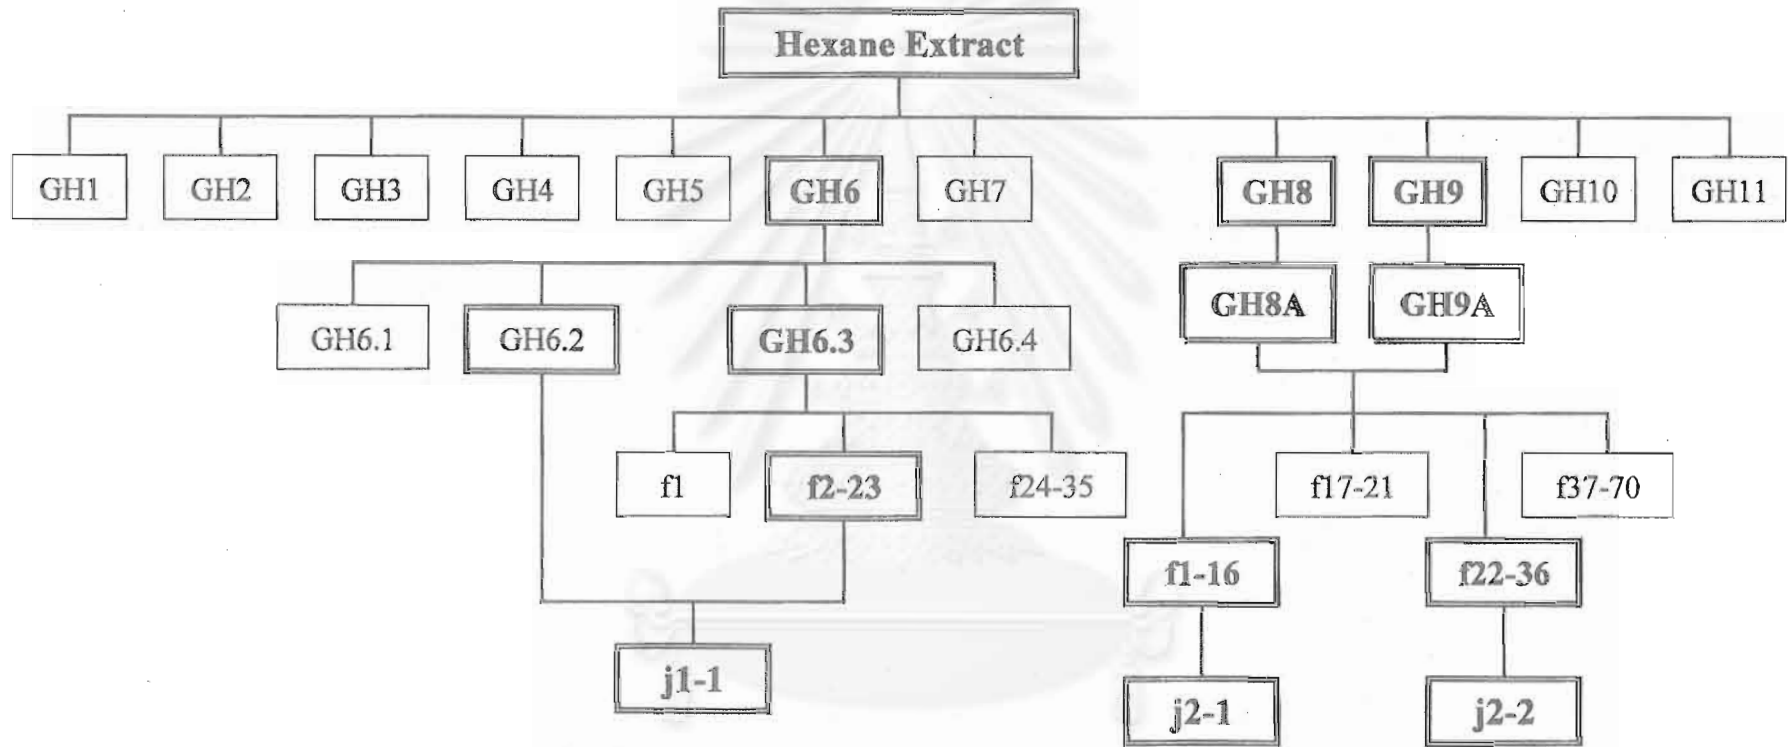 Hexane Extract
GH1 GH2 GH3 GH4 GH5 GH6 GH7 GH8 GH9 GH10 GH11
GH8A GH9A
GH6.1 GH6.2 GH6.3 GH6.4
f1 f2-23 f24-35 f17-21 f37-70
f1-16 f22-36
j1-1
j2-1 j2-2